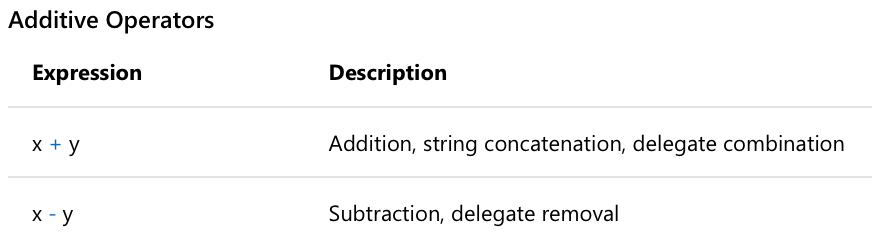 Additive Operators
Expression Description
x + y Addition, string concatenation, delegate combination
x - y Subtraction, delegate removal